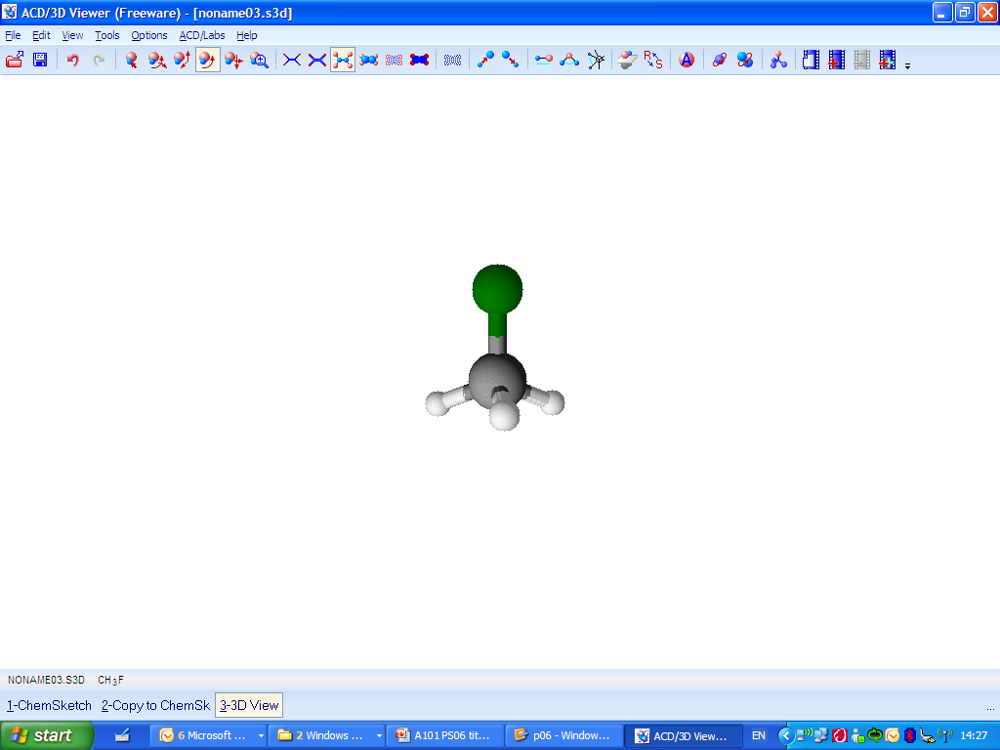 ACD/3D Viewer (Freeware) - [noname03.s3d]
File Edit View Tools Options ACD/Labs Help
R S A
NONAME03.S3D CH3F
1-ChemSketch 2-Copy to ChemSk 3-3D View
...
start 6 Microsoft ... 2 Windows ... A101 PS06 tit... p06 - Window... ACD/3D View... EN 14:27